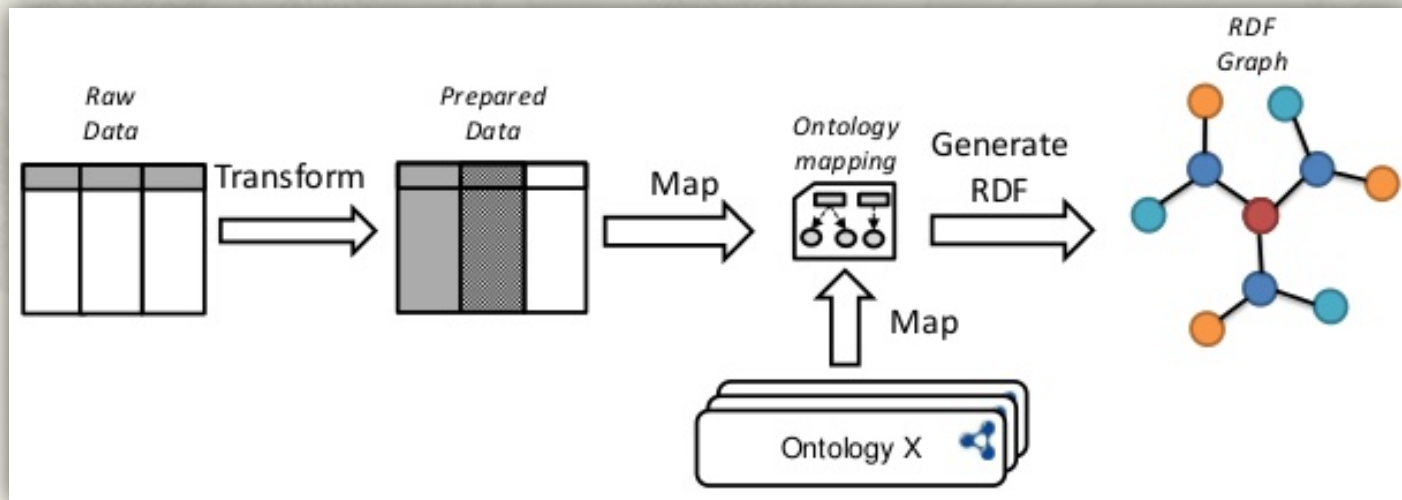 Raw
Data
Transform
Prepared
Data
Map
Ontology
mapping
Generate
RDF
RDF
Graph
Map
Ontology X